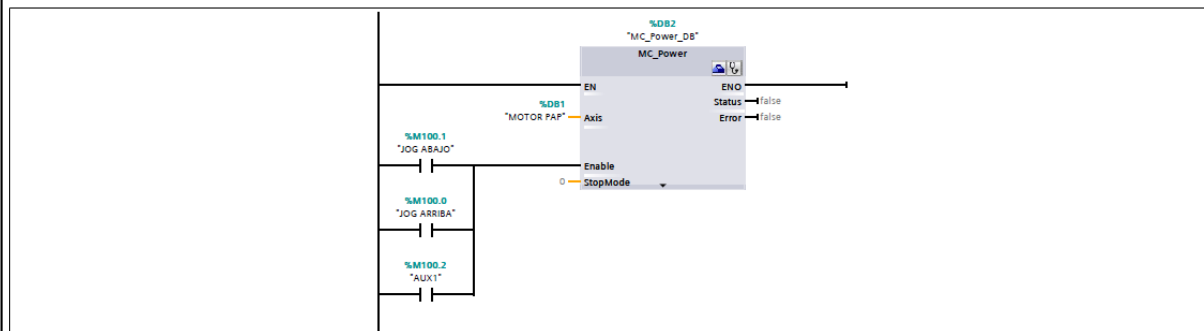 %DB2
"MC_Power_DB"
MC_Power
EN ENO
Status false
%DB1
"MOTOR PAP" Axis Error false
%M100.1
"JOG ABAJO"
Enable
0 StopMode
%M100.0
"JOG ARRIBA"
%M100.2
"AUX1"